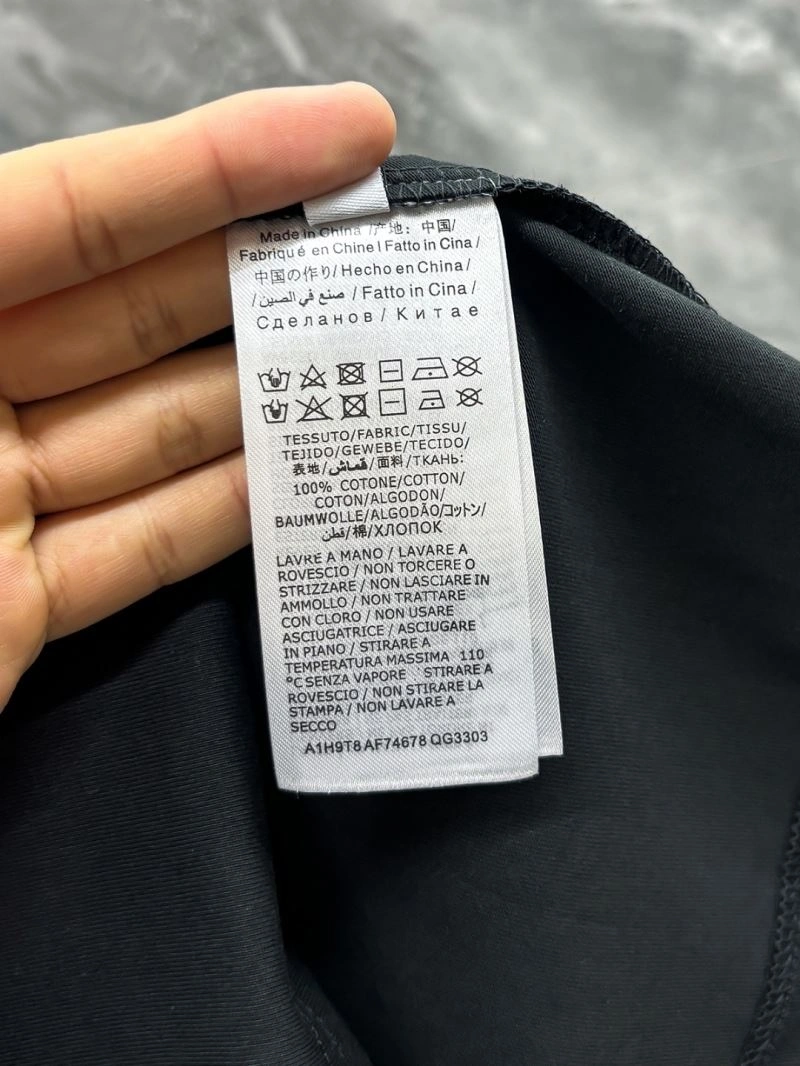 Made in China /产地：中国/
Fabriqué en Chine I Fatto in Cina /
中国の作り/ Hecho en China /
/ صنع في الصين / Fatto in Cina /
Сделанов / Китае
TESSUTO/FABRIC/TISSU/
TEJIDO/GEWEBE/TECIDO/
表地/قماش/面料/ТКАНЬ:
100% COTONE/COTTON/
COTON/ALGODON/
BAUMWOLLE/ALGODÃO/コットン/
قطن/棉/ХЛОПОК
LAVRE A MANO / LAVARE A
ROVESCIO / NON TORCERE O
STRIZZARE / NON LASCIARE IN
AMMOLLO / NON TRATTARE
CON CLORO / NON USARE
ASCIUGATRICE / ASCIUGARE
IN PIANO / STIRARE A
TEMPERATURA MASSIMA 110
°C SENZA VAPORE STIRARE A
ROVESCIO / NON STIRARE LA
STAMPA / NON LAVARE A
SECCO
A1H9T8 AF74678 QG3303